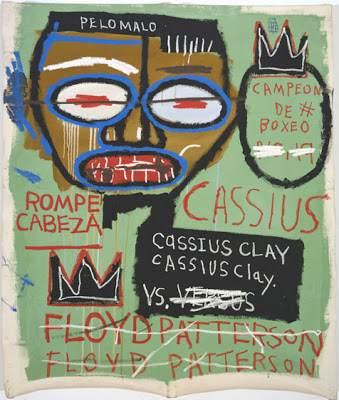 PELOMALO
CAMPEON
DE #
BOXEO
ROMPE
CABEZA
CASSIUS
CASSIUS CLAY
CASSIUS Clay.
VS. VERSUS
FLOYD PATTERSON
FLOYD PATTERSON